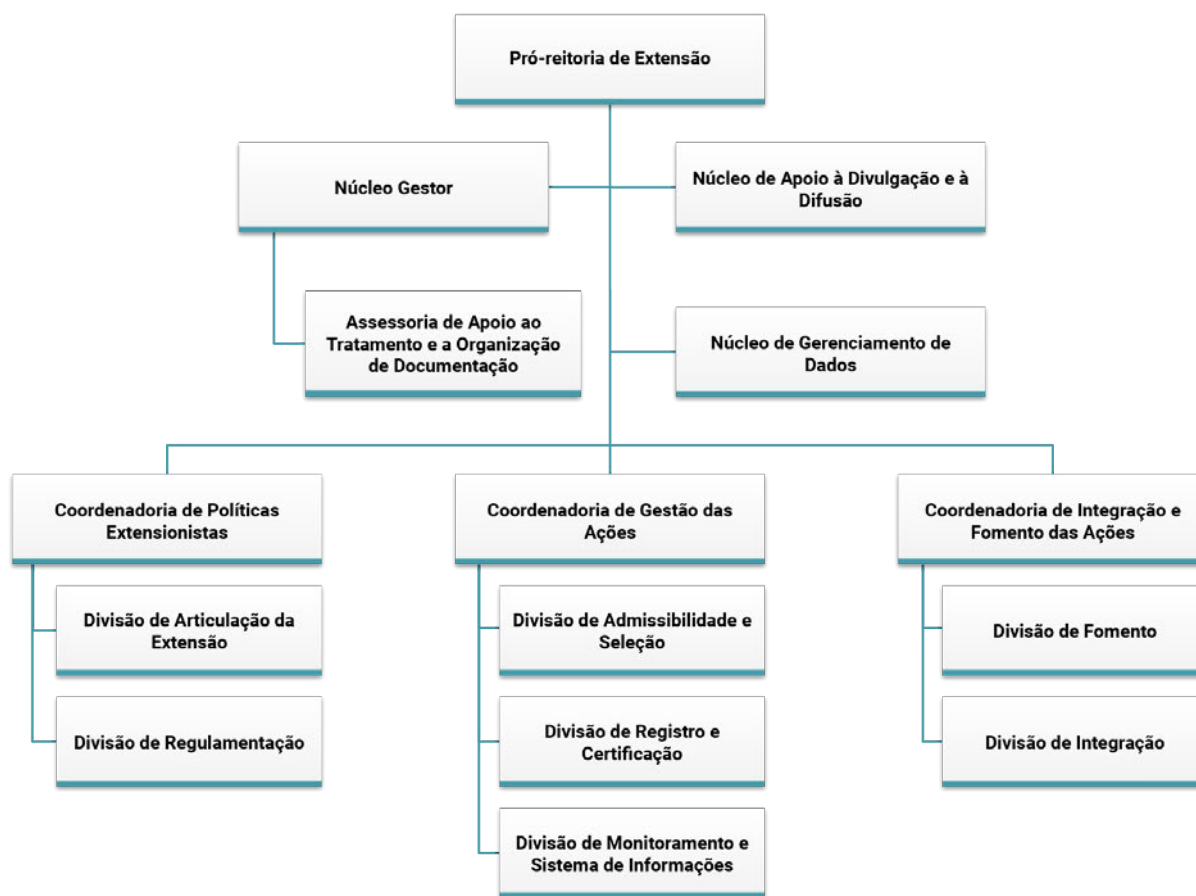 Pró-reitoria de Extensão
Núcleo Gestor
Núcleo de Apoio à Divulgação e à
Difusão
Assessoria de Apoio ao
Tratamento e a Organização
de Documentação
Núcleo de Gerenciamento de
Dados
Coordenadoria de Políticas
Extensionistas
Divisão de Articulação da
Extensão
Divisão de Regulamentação
Coordenadoria de Gestão das
Ações
Divisão de Admissibilidade e
Seleção
Divisão de Registro e
Certificação
Divisão de Monitoramento e
Sistema de Informações
Coordenadoria de Integração e
Fomento das Ações
Divisão de Fomento
Divisão de Integração